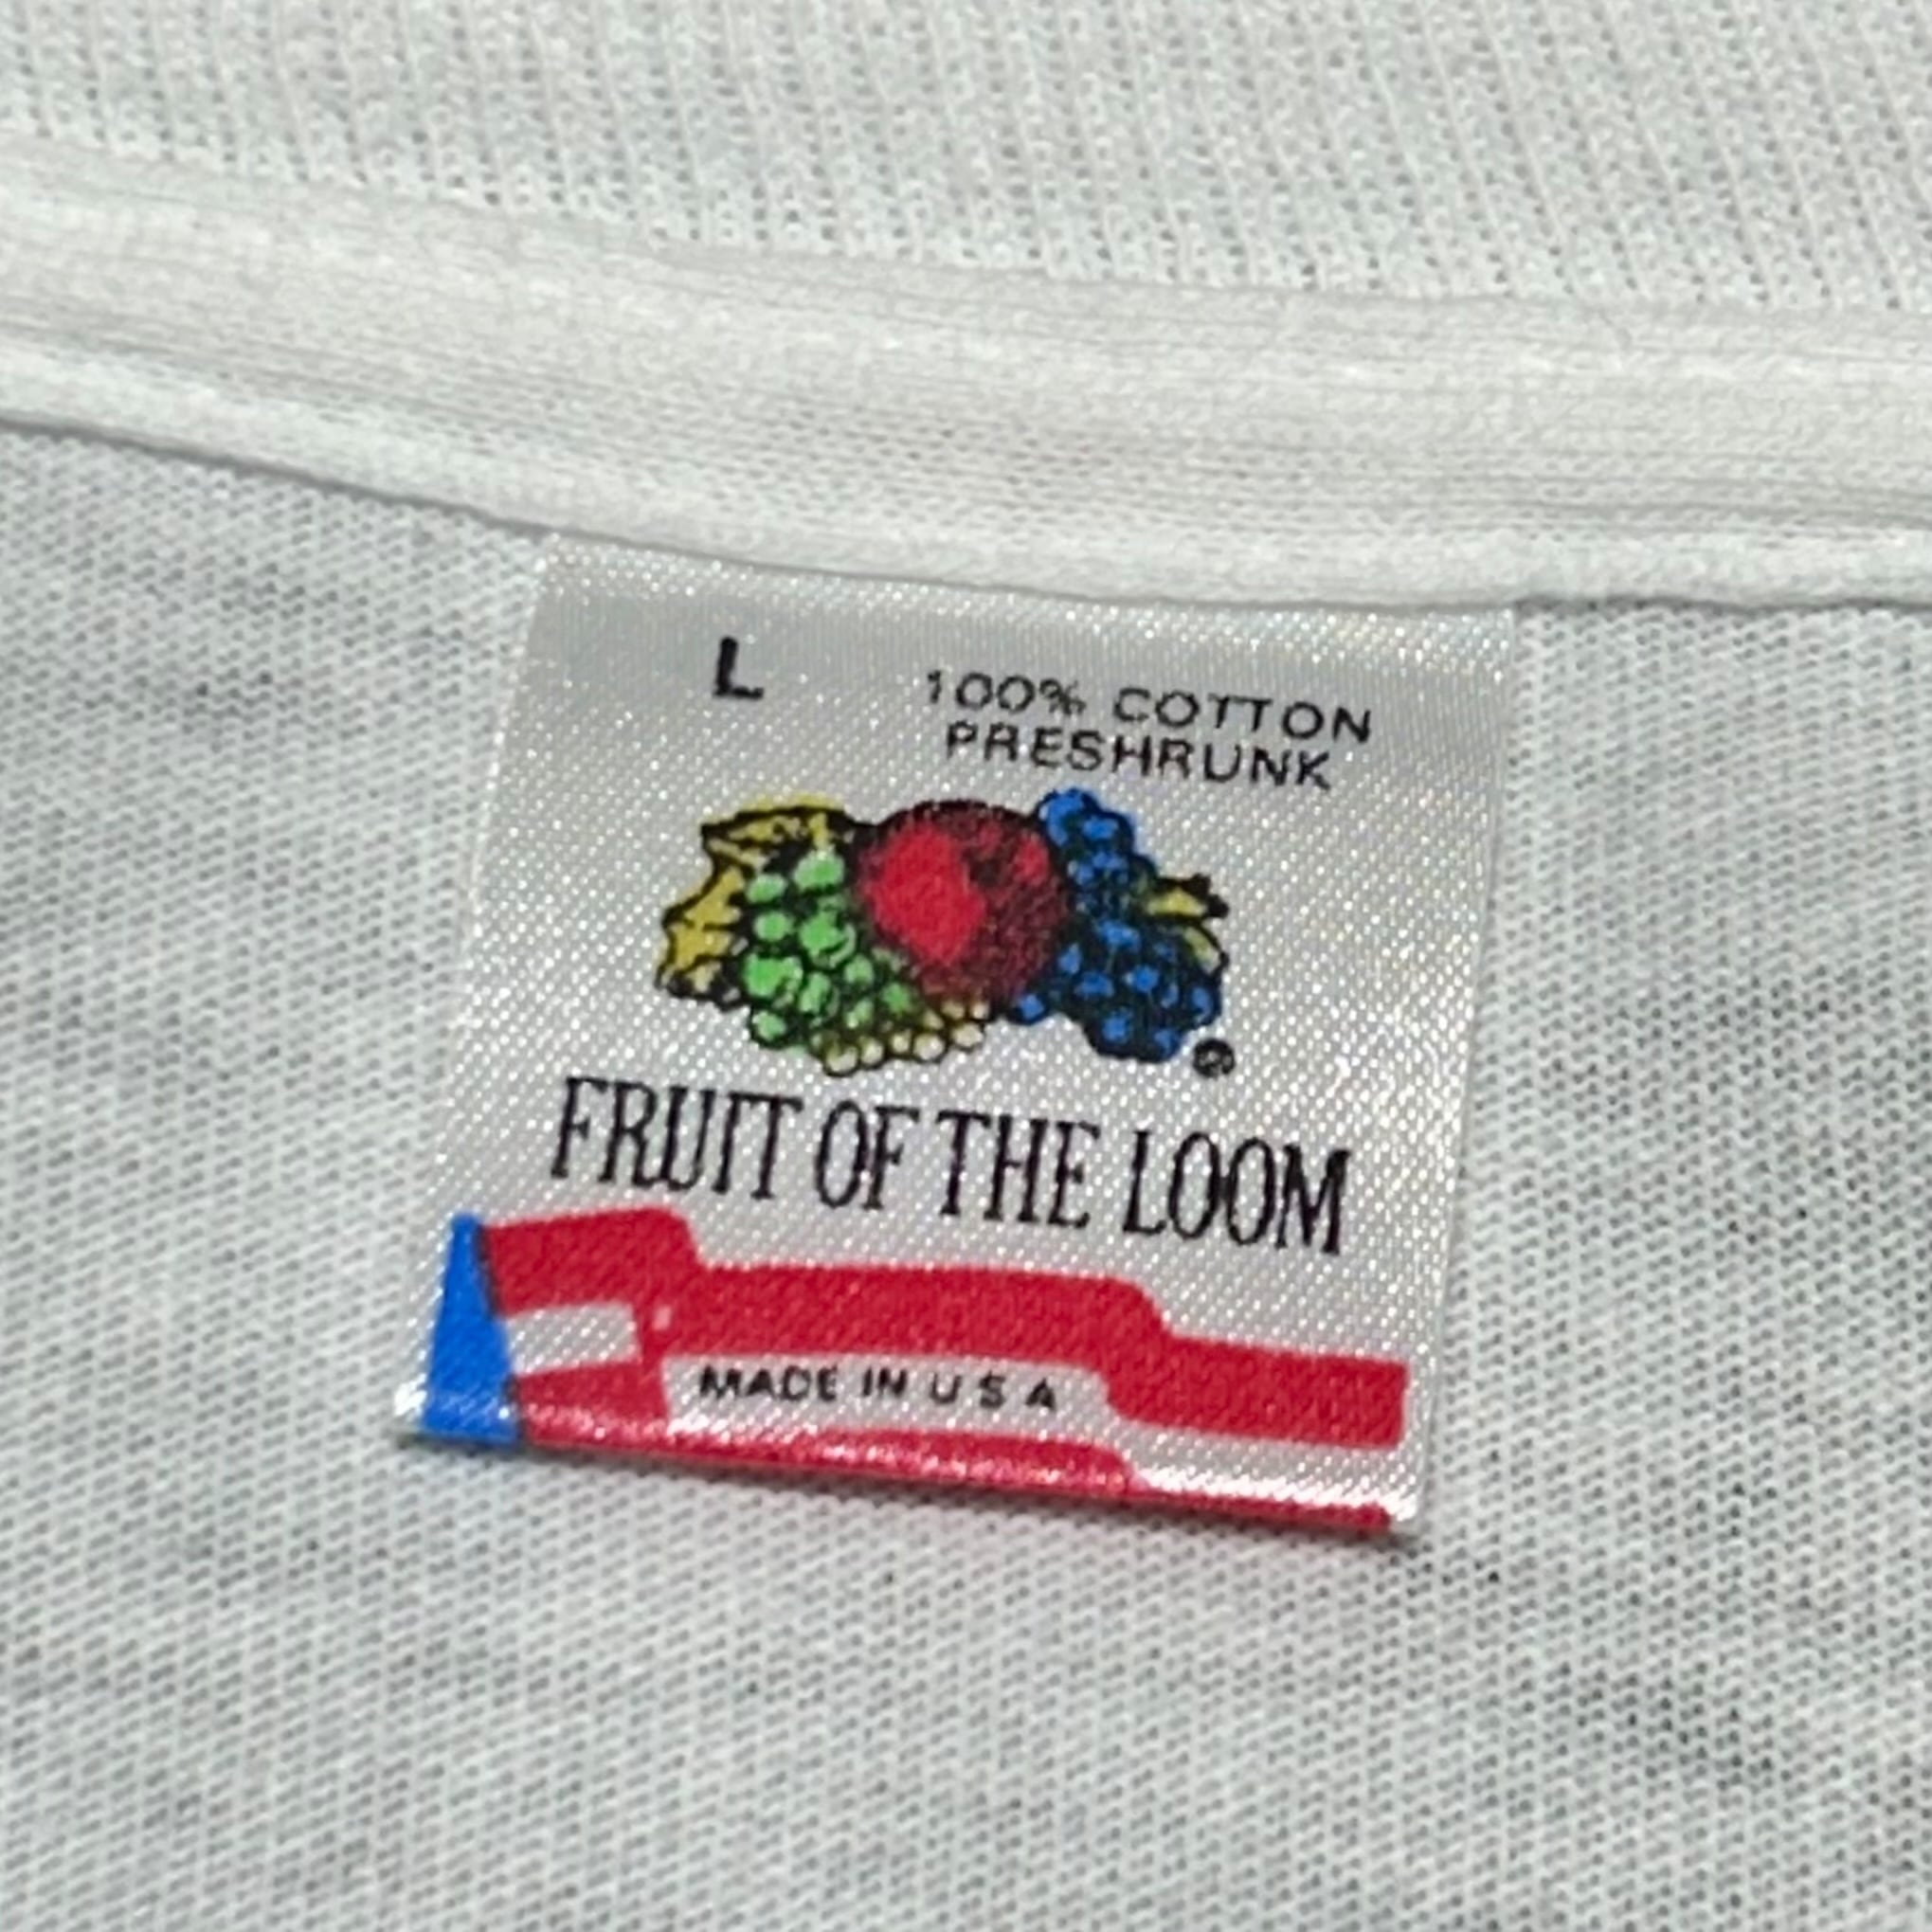 L
100% COTTON
PRESHRUNK
®
FRUIT OF THE LOOM
MADE IN U S A